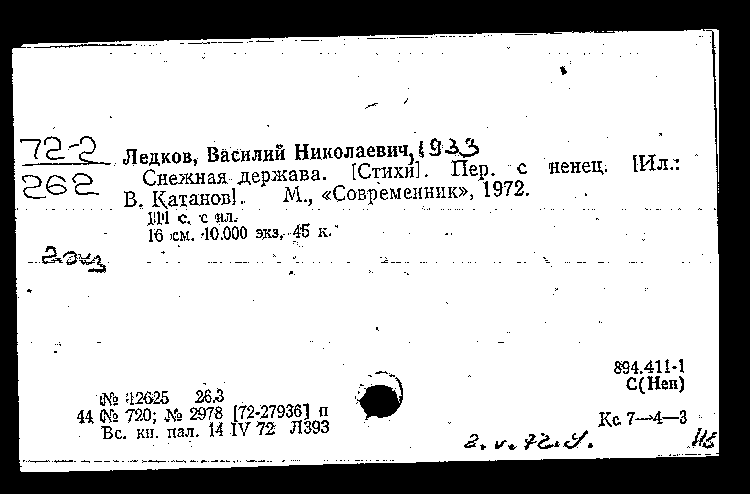 72-2
262
Ледков, Василий Николаевич, 1933
Снежная держава. [Стихи]. Пер. с ненец. [Ил.:
В. Катанов]. М., «Современник», 1972.
111 с. с ил.
16 см. 10.000 экз. 45 к.
2 экз
894.411-1
С(Нен)
№ 12625 26.3
44 № 720; № 2978 [72-27936] п
Вс. кн. пал. 14 IV 72 Л393
Кс 7—4—3
2.V.72.